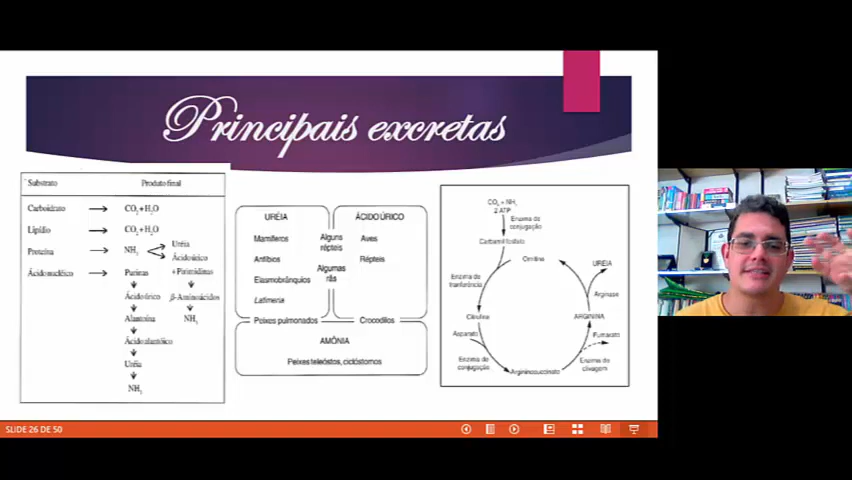 Principais excretas
Substrato Produto final
Carboidrato CO2 + H2O
Lipídio CO2 + H2O
Proteína NH3 Uréia
Ácido úrico
Ácido nucléico Purinas + Pirimidinas
Ácido úrico β-Aminoácidos
Alantoína NH3
Ácido alantóico
Uréia
NH3
URÉIA
Mamíferos
Anfíbios
Elasmobrânquios
Latimeria
Peixes pulmonados
Alguns
répteis
Algumas
rãs
ÁCIDO ÚRICO
Aves
Répteis
Crocodilos
AMÔNIA
Peixes teleósteos, ciclóstomos
CO2 + NH3
2 ATP
Enzima de
conjugação
Carbamil fosfato
Ornitina
URÉIA
Enzima de
tranferência
Arginase
Citrulina
ARGININA
Aspartato
Fumarato
Enzima de
conjugação
Enzima de
clivagem
Argininosuccinato
SLIDE 26 DE 50